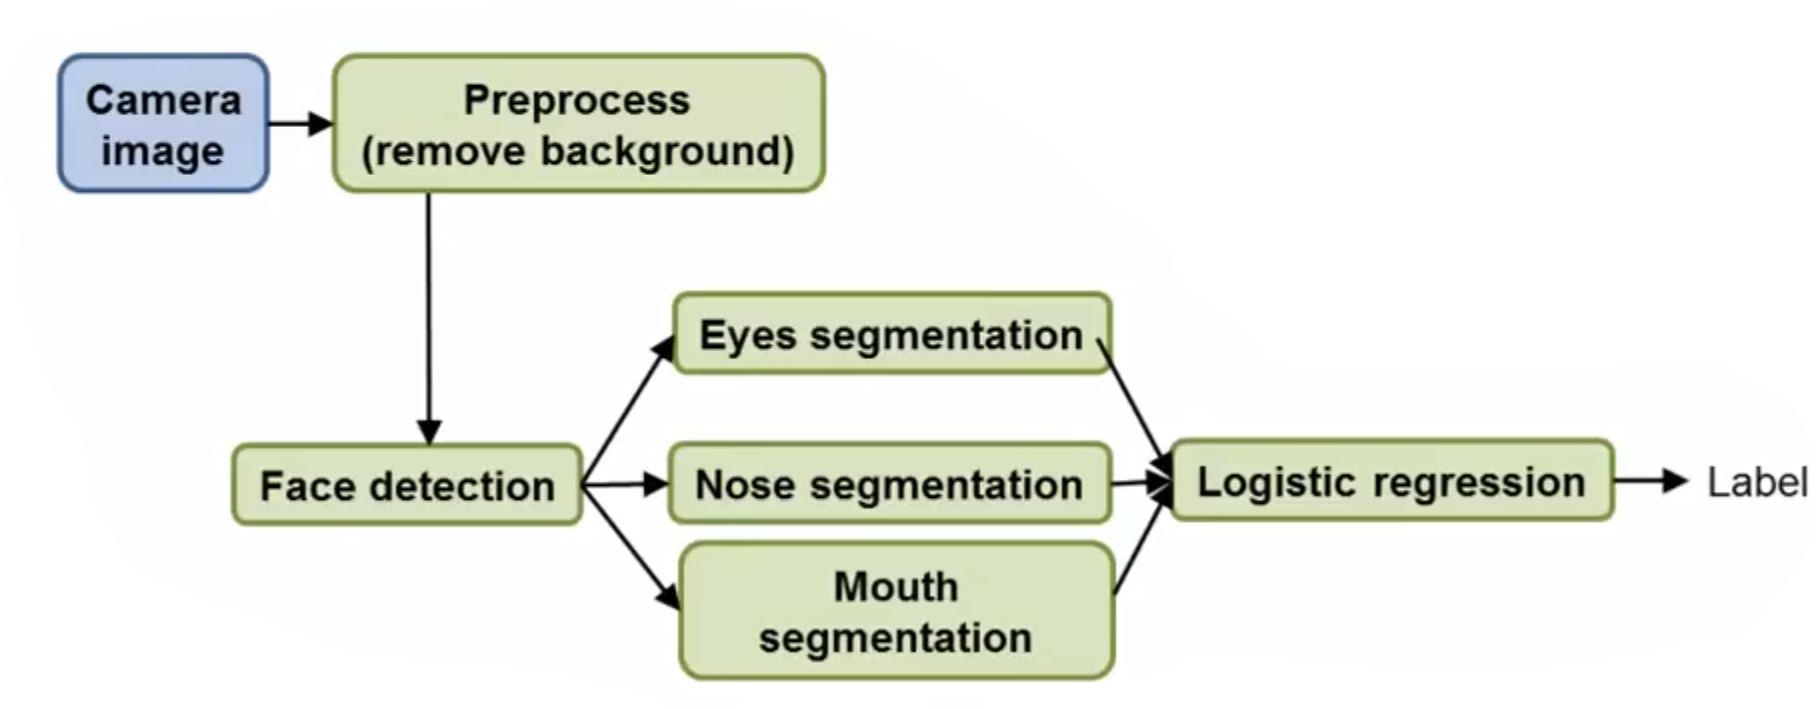 Camera
image
Preprocess
(remove background)
Eyes segmentation
Face detection
Nose segmentation
Logistic regression
Label
Mouth
segmentation